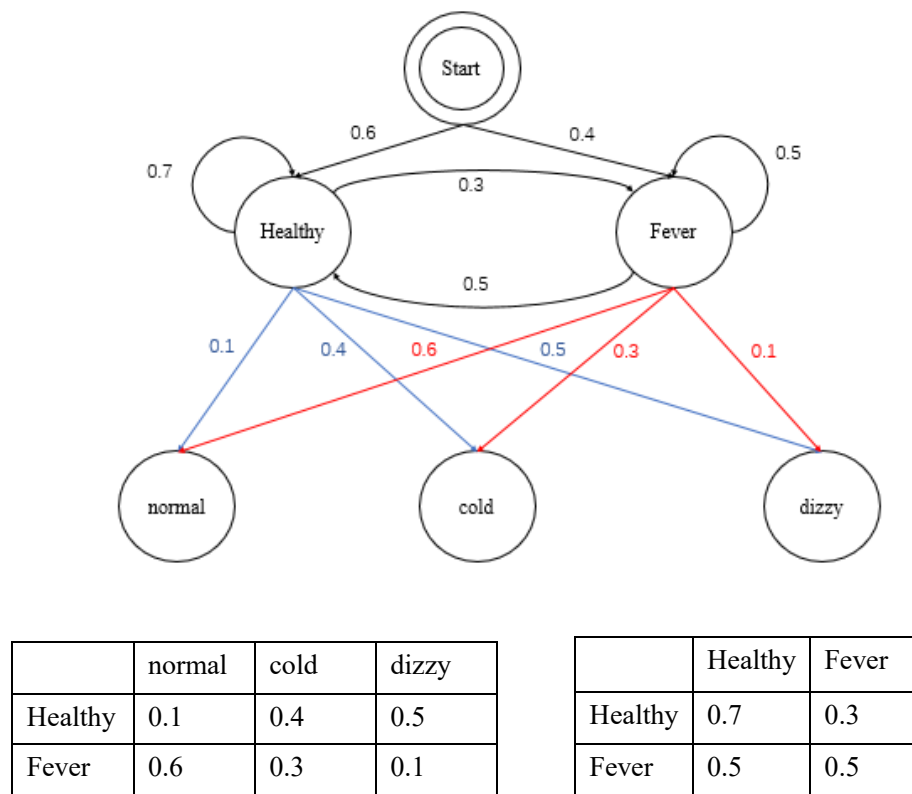 Start
0.6 0.4
0.7 0.5
0.3
Healthy Fever
0.5
0.1 0.4 0.6 0.5 0.3 0.1
normal cold dizzy
normal cold dizzy
Healthy 0.1 0.4 0.5
Fever 0.6 0.3 0.1
Healthy Fever
Healthy 0.7 0.3
Fever 0.5 0.5